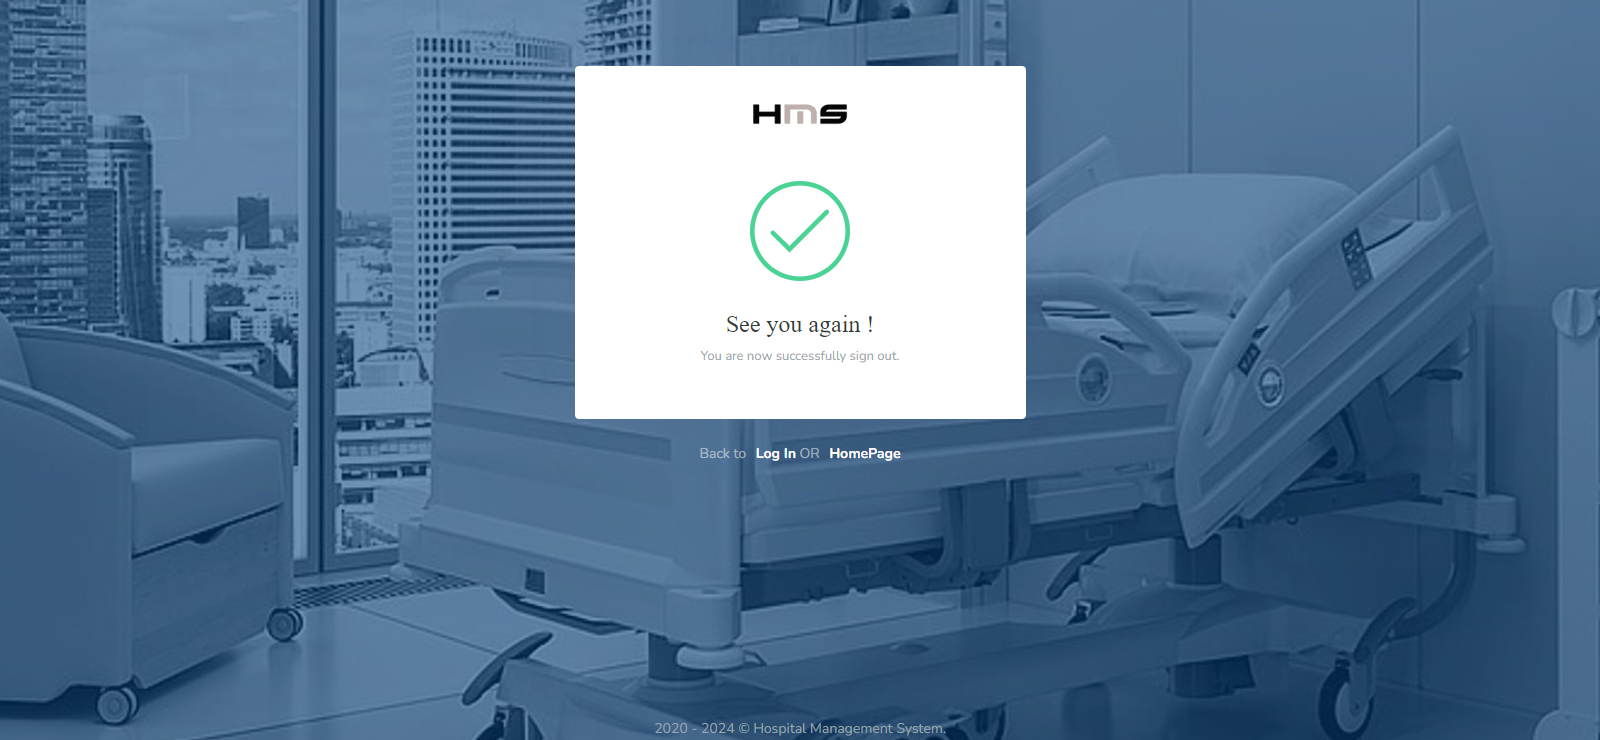 HMS
See you again !
You are now successfully sign out.
Back to Log In OR HomePage
2020 - 2024 © Hospital Management System.